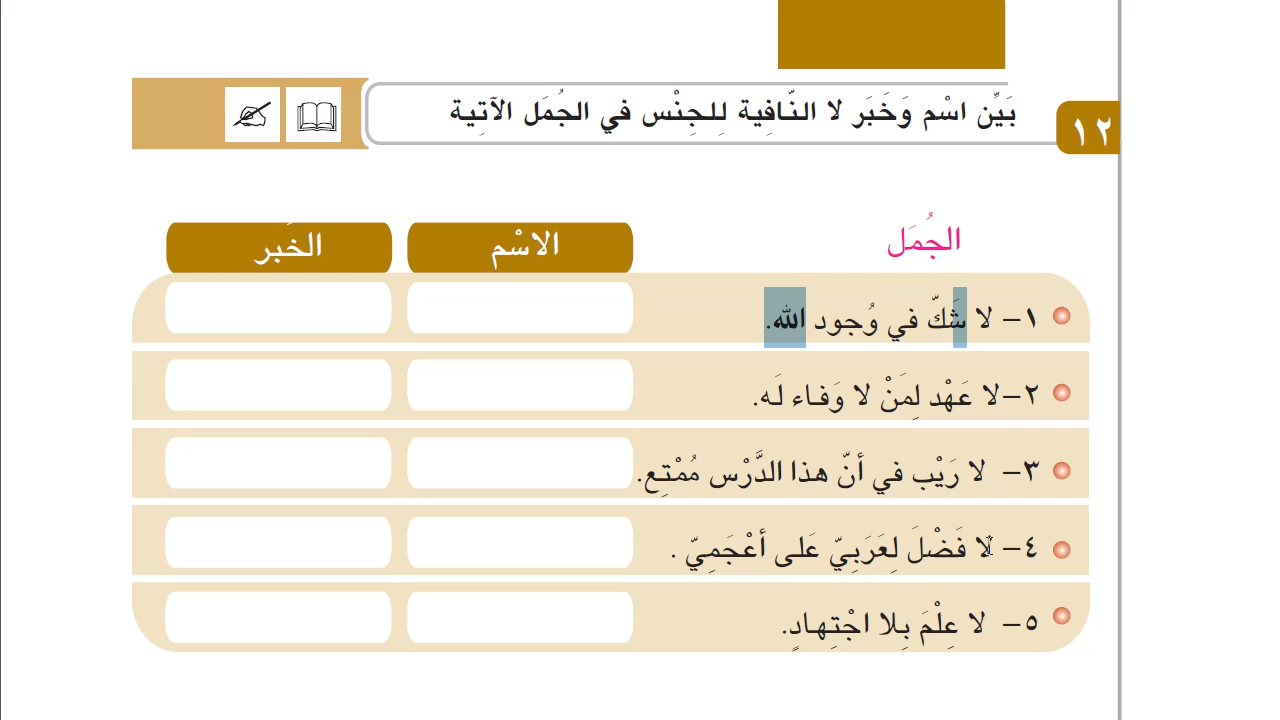 ١٢
بَيِّن اسْم وَخَبَر لا النّافِية لِلجِنْس في الجُمَل الآتِية
الجُمَل
الاسْم
الخَبر
١- لا شَكّ في وُجود الله.
٢- لا عَهْد لِمَنْ لا وَفاء لَه.
٣- لا رَيْب في أنّ هذا الدَّرْس مُمْتِع.
٤- لا فَضْلَ لِعَرَبِيّ عَلى أعْجَمِيّ .
٥- لا عِلْمَ بِلا اجْتِهادٍ.